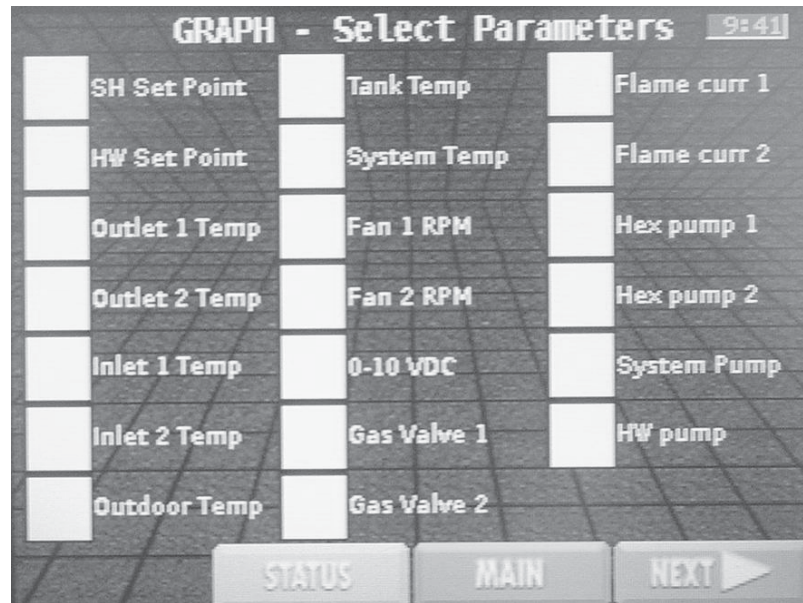 GRAPH - Select Parameters 9:41
SH Set Point
HW Set Point
Outlet 1 Temp
Outlet 2 Temp
Inlet 1 Temp
Inlet 2 Temp
Outdoor Temp
Tank Temp
System Temp
Fan 1 RPM
Fan 2 RPM
0-10 VDC
Gas Valve 1
Gas Valve 2
Flame curr 1
Flame curr 2
Hex pump 1
Hex pump 2
System Pump
HW pump
STATUS
MAIN
NEXT